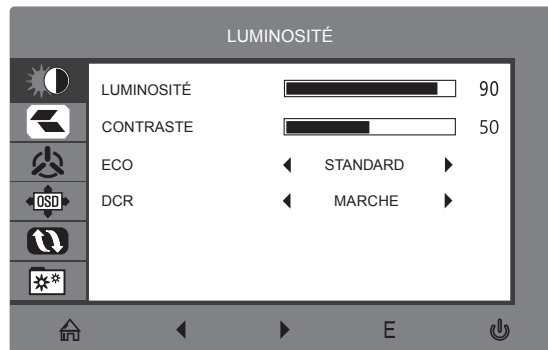 LUMINOSITÉ
LUMINOSITÉ 90
CONTRASTE 50
ECO STANDARD
DCR MARCHE
OSD
E